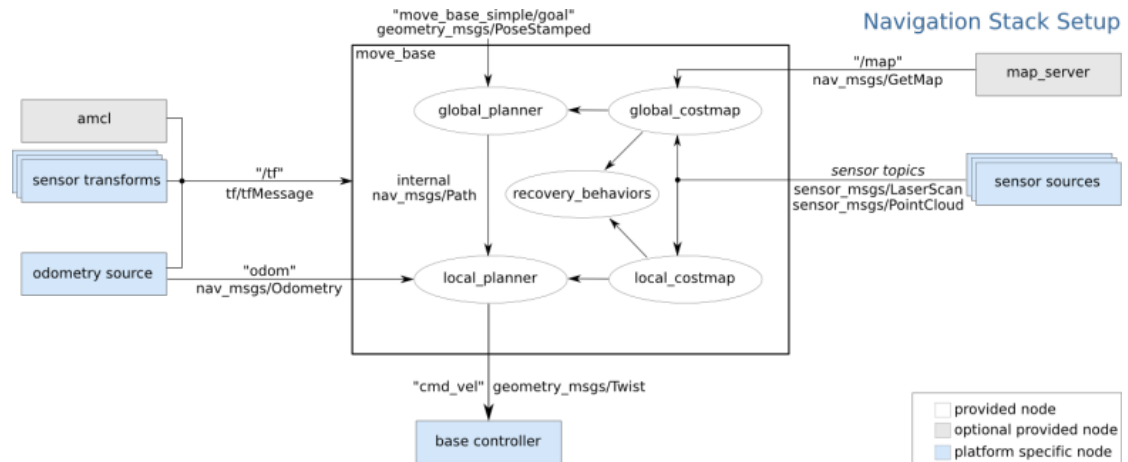 Navigation Stack Setup
"move_base_simple/goal"
geometry_msgs/PoseStamped
move_base
"/map"
nav_msgs/GetMap
map_server
global_planner
global_costmap
amcl
sensor transforms
"/tf"
tf/tfMessage
internal
nav_msgs/Path
recovery_behaviors
sensor topics
sensor_msgs/LaserScan
sensor_msgs/PointCloud
sensor sources
odometry source
"odom"
nav_msgs/Odometry
local_planner
local_costmap
"cmd_vel" geometry_msgs/Twist
base controller
provided node
optional provided node
platform specific node